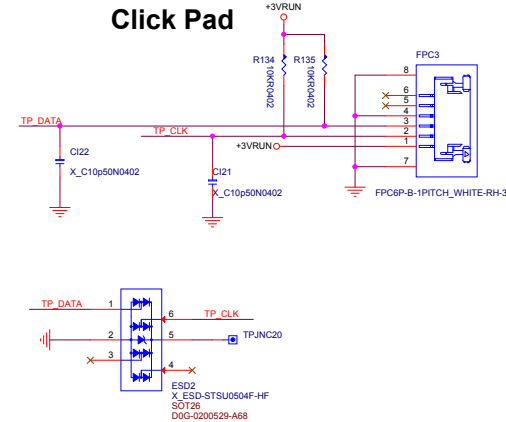 Click Pad
+3VRUN
R134
10KR0402
R135
10KR0402
FPC3
8
6
5
4
3
2
1
7
TP_DATA
TP_CLK
+3VRUN
CI22
X_C10p50N0402
CI21
X_C10p50N0402
FPC6P-B-1PITCH_WHITE-RH-3
TP_DATA
1
2
3
6
5
4
TP_CLK
TPJNC20
ESD2
X_ESD-STSU0504F-HF
SOT26
D0G-0200529-A68